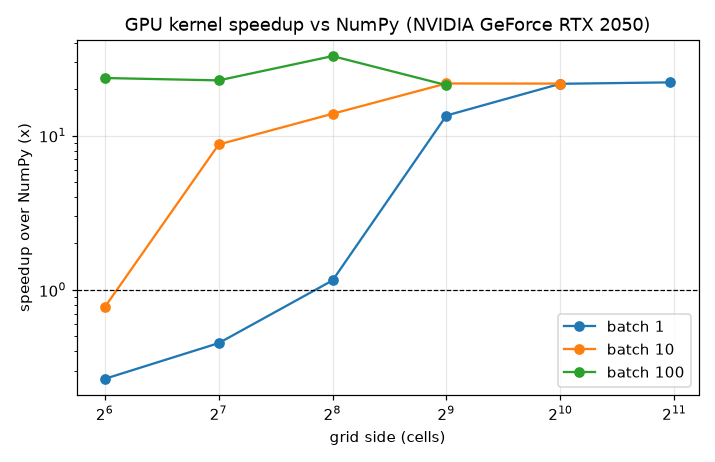 GPU kernel speedup vs NumPy (NVIDIA GeForce RTX 2050)
speedup over NumPy (x)
10¹
10⁰
batch 1
batch 10
batch 100
2⁶ 2⁷ 2⁸ 2⁹ 2¹⁰ 2¹¹
grid side (cells)